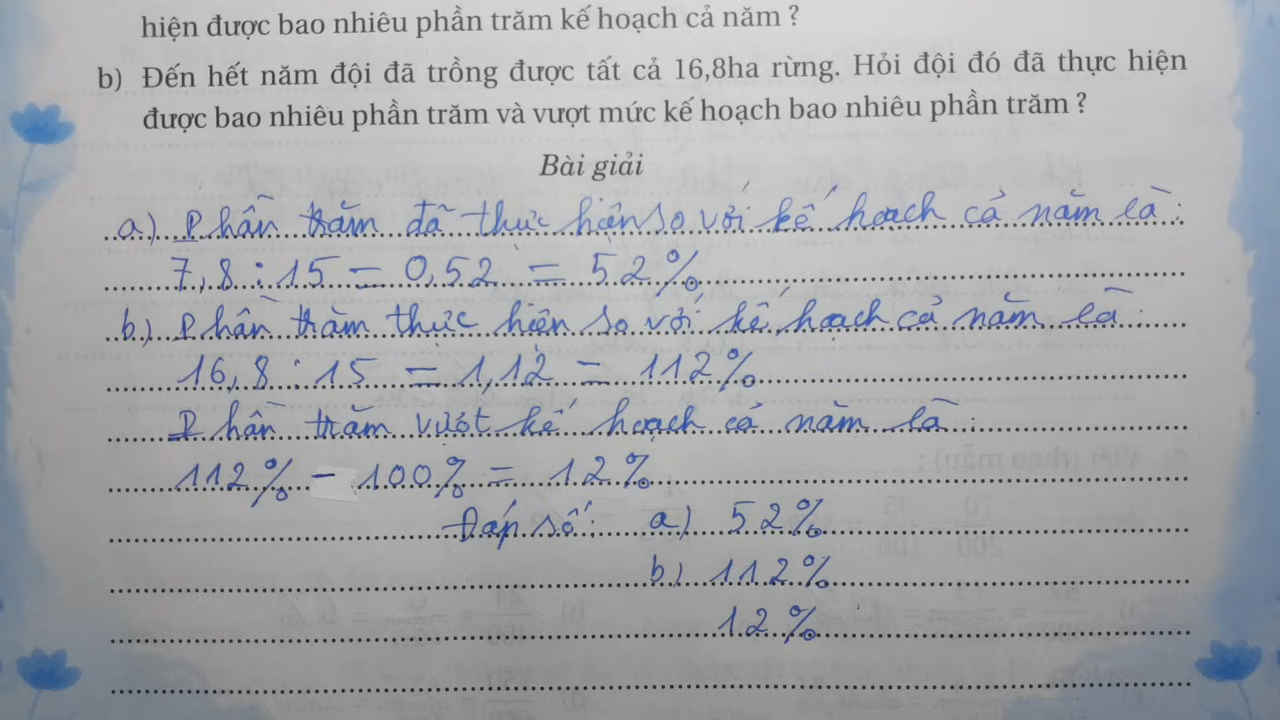 hiện được bao nhiêu phần trăm kế hoạch cả năm ?
b) Đến hết năm đội đã trồng được tất cả 16,8ha rừng. Hỏi đội đó đã thực hiện
được bao nhiêu phần trăm và vượt mức kế hoạch bao nhiêu phần trăm ?
Bài giải
a) Phần trăm đã thực hiện so với kế hoạch cả năm là :
7,8 : 15 = 0,52 = 52%
b) Phần trăm thực hiện so với kế hoạch cả năm là :
16,8 : 15 = 1,12 = 112%
Phần trăm vượt kế hoạch cả năm là :
112% - 100% = 12%
Đáp số: a) 52%
b) 112%
12%